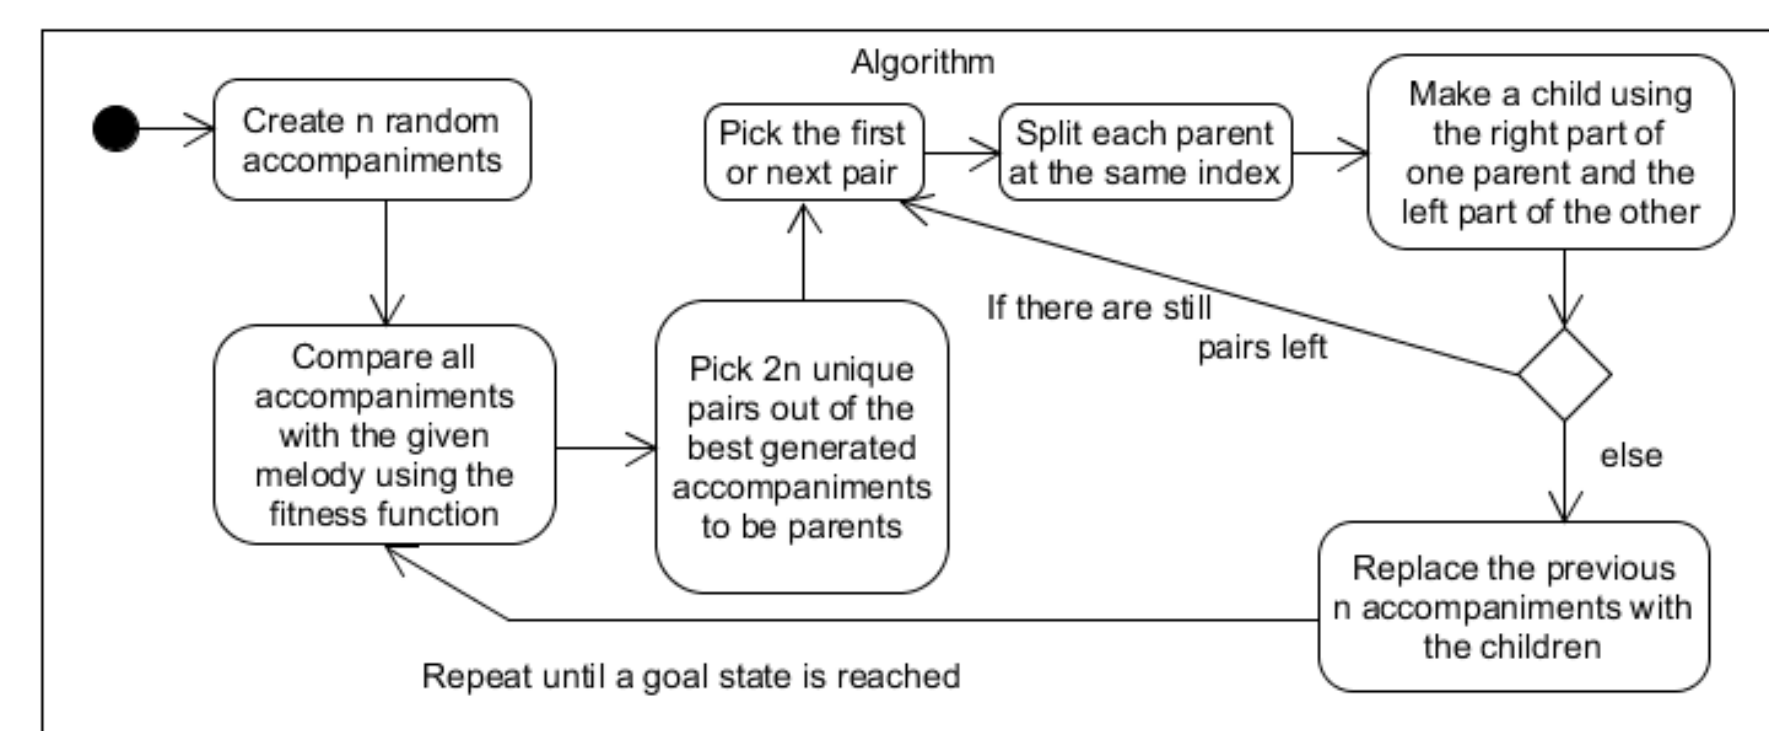 Algorithm
Create n random
accompaniments
Compare all
accompaniments
with the given
melody using the
fitness function
Pick 2n unique
pairs out of the
best generated
accompaniments
to be parents
Pick the first
or next pair
Split each parent
at the same index
Make a child using
the right part of
one parent and the
left part of the other
If there are still
pairs left
else
Replace the previous
n accompaniments with
the children
Repeat until a goal state is reached